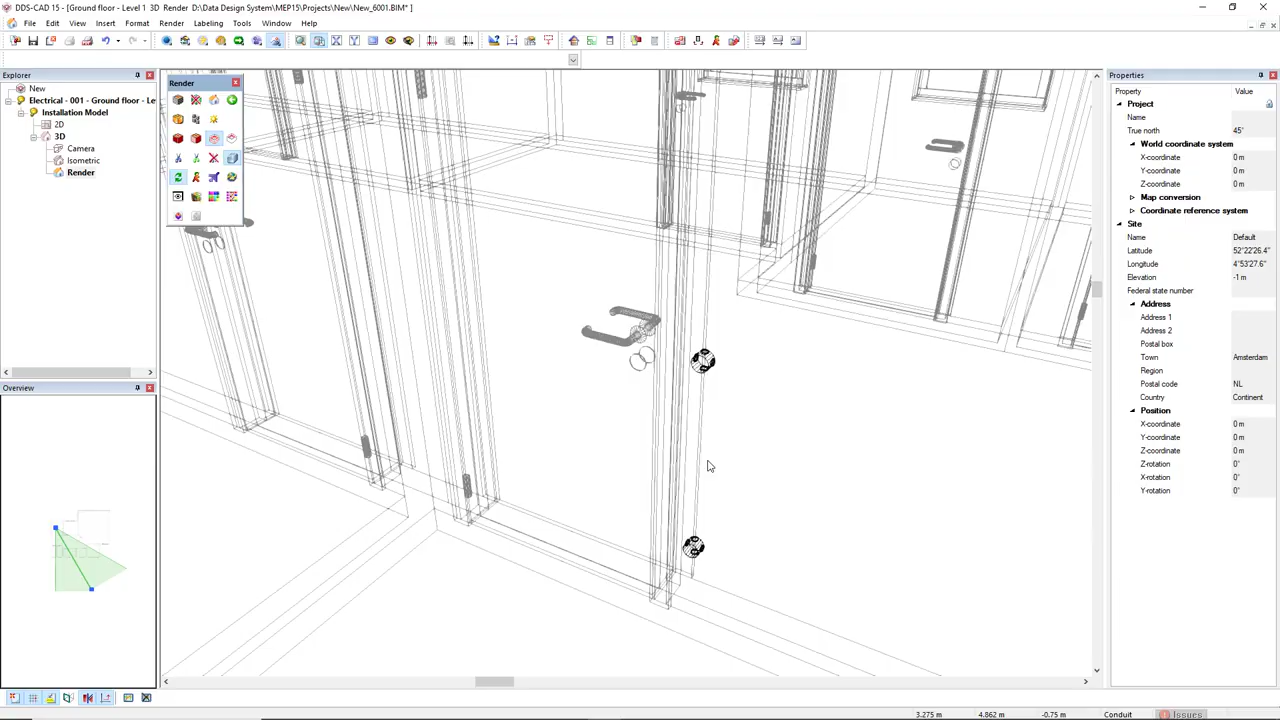 DDS-CAD 15 - [Ground floor - Level 1  3D  Render  D:\Data Design System\MEP15\Projects\New\New_6001.BIM* ]
File Edit View Insert Format Render Labeling Tools Window Help
Explorer
New
Electrical - 001 - Ground floor - Le
Installation Model
2D
3D
Camera
Isometric
Render
Overview
Render
Properties
Property Value
Project
Name
True north 45°
World coordinate system
X-coordinate 0 m
Y-coordinate 0 m
Z-coordinate 0 m
Map conversion
Coordinate reference system
Site
Name Default
Latitude 52°22'26.4"
Longitude 4°53'27.6"
Elevation -1 m
Federal state number
Address
Address 1
Address 2
Postal box
Town Amsterdam
Region
Postal code NL
Country Continent
Position
X-coordinate 0 m
Y-coordinate 0 m
Z-coordinate 0 m
Z-rotation 0°
X-rotation 0°
Y-rotation 0°
3.275 m 4.862 m -0.75 m Conduit Issues